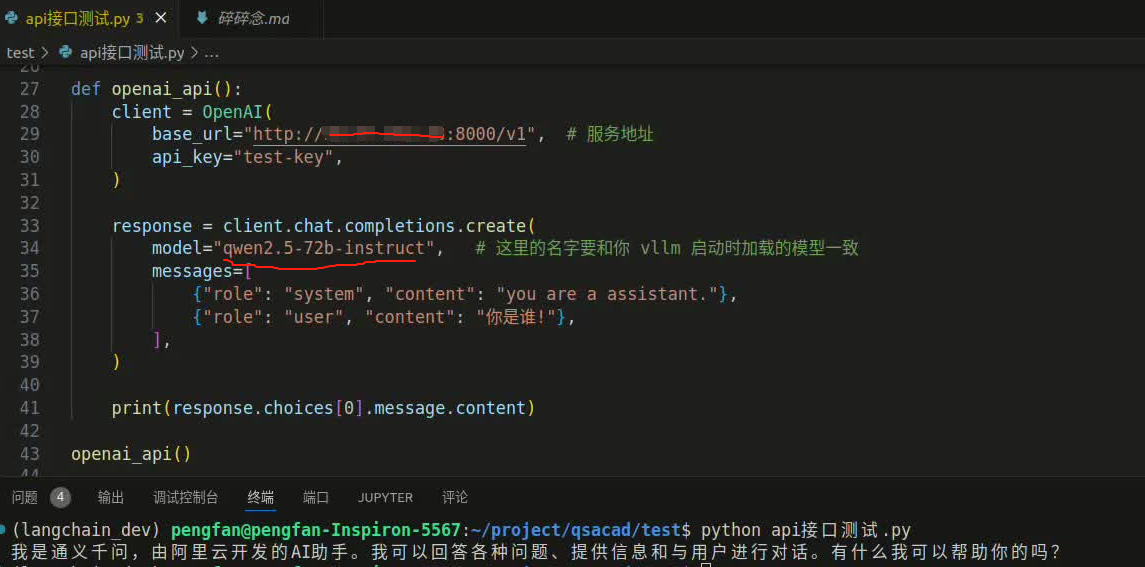 api接口测试.py 3 × 碎碎念.md
test > api接口测试.py > ...
26
27 def openai_api():
28 client = OpenAI(
29 base_url="http:// :8000/v1", # 服务地址
30 api_key="test-key",
31 )
32
33 response = client.chat.completions.create(
34 model="qwen2.5-72b-instruct", # 这里的名字要和你 vllm 启动时加载的模型一致
35 messages=[
36 {"role": "system", "content": "you are a assistant."},
37 {"role": "user", "content": "你是谁!"},
38 ],
39 )
40
41 print(response.choices[0].message.content)
42
43 openai_api()
44
问题 4 输出 调试控制台 终端 端口 JUPYTER 评论
(langchain_dev) pengfan@pengfan-Inspiron-5567:~/project/qsacad/test$ python api接口测试.py
我是通义千问，由阿里云开发的AI助手。我可以回答各种问题、提供信息和与用户进行对话。有什么我可以帮助你的吗？